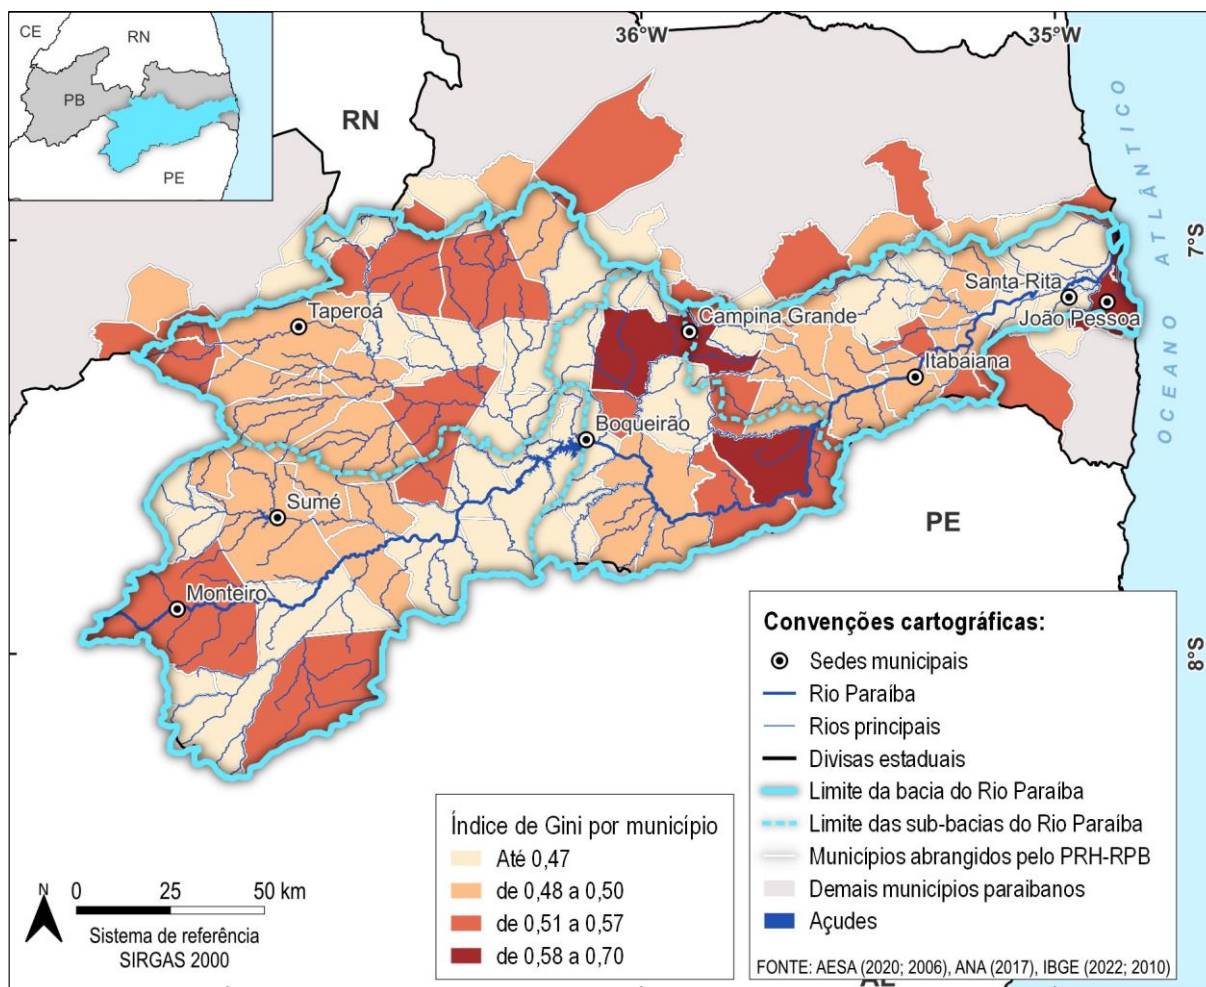 CE
RN
PB
PE
36°W
35°W
RN
OCEANO ATLÂNTICO
7°S
Santa Rita
João Pessoa
Taperoá
Campina Grande
Itabaiana
Boqueirão
Sumé
PE
Monteiro
8°S
Convenções cartográficas:
Sedes municipais
Rio Paraíba
Rios principais
Divisas estaduais
Limite da bacia do Rio Paraíba
Limite das sub-bacias do Rio Paraíba
Municípios abrangidos pelo PRH-RPB
Demais municípios paraibanos
Açudes
FONTE: AESA (2020; 2006), ANA (2017), IBGE (2022; 2010)
Índice de Gini por município
Até 0,47
de 0,48 a 0,50
de 0,51 a 0,57
de 0,58 a 0,70
N
0 25 50 km
Sistema de referência
SIRGAS 2000